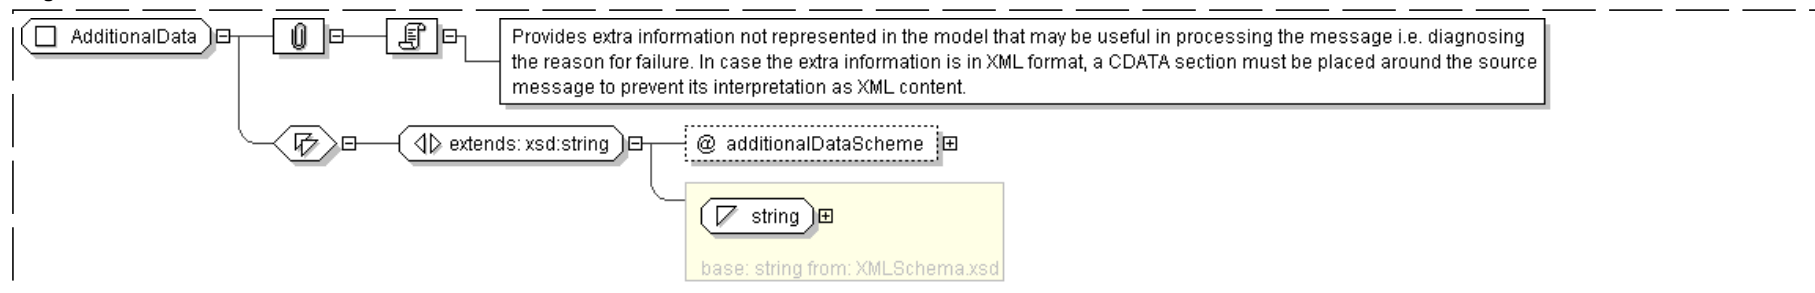 AdditionalData
Provides extra information not represented in the model that may be useful in processing the message i.e. diagnosing
the reason for failure. In case the extra information is in XML format, a CDATA section must be placed around the source
message to prevent its interpretation as XML content.
extends: xsd:string
@ additionalDataScheme
string
base: string from: XMLSchema.xsd